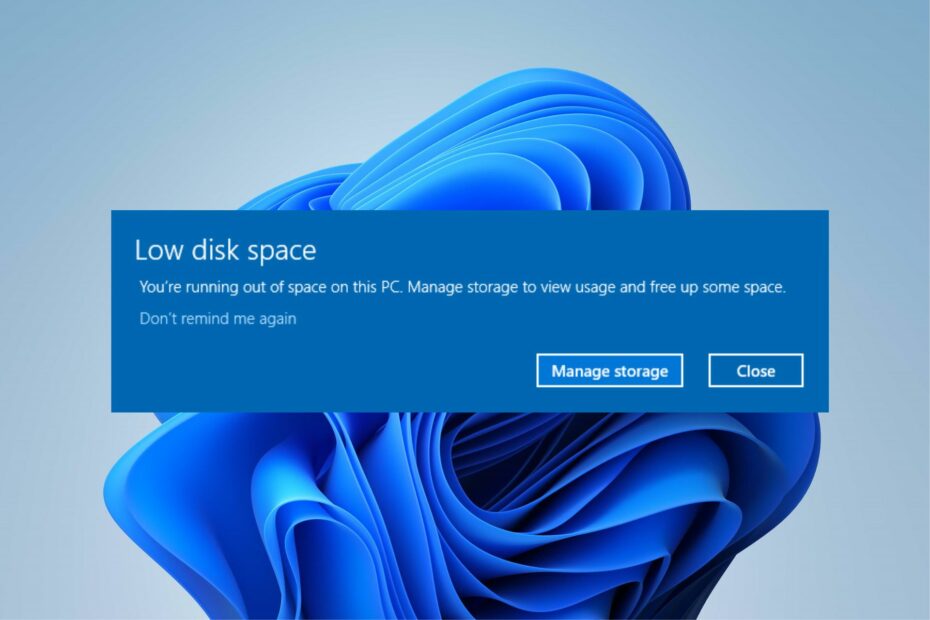 Low disk space
You’re running out of space on this PC. Manage storage to view usage and free up some space.
Don’t remind me again
Manage storage
Close